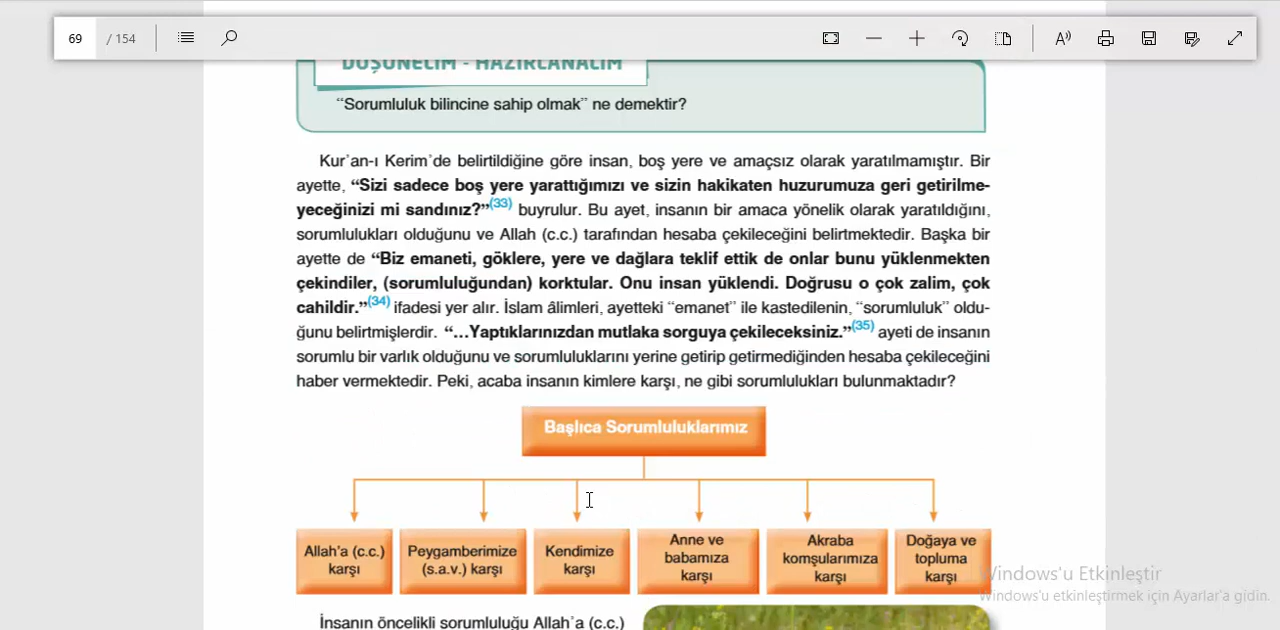 69 / 154
DÜŞÜNELİM - HAZIRLANALIM
“Sorumluluk bilincine sahip olmak” ne demektir?
Kur’an-ı Kerim’de belirtildiğine göre insan, boş yere ve amaçsız olarak yaratılmamıştır. Bir
ayette, “Sizi sadece boş yere yarattığımızı ve sizin hakikaten huzurumuza geri getirilme-
yeceğinizi mi sandınız?”(33) buyrulur. Bu ayet, insanın bir amaca yönelik olarak yaratıldığını,
sorumlulukları olduğunu ve Allah (c.c.) tarafından hesaba çekileceğini belirtmektedir. Başka bir
ayette de “Biz emaneti, göklere, yere ve dağlara teklif ettik de onlar bunu yüklenmekten
çekindiler, (sorumluluğundan) korktular. Onu insan yüklendi. Doğrusu o çok zalim, çok
cahildir.”(34) ifadesi yer alır. İslam âlimleri, ayetteki “emanet” ile kastedilenin, “sorumluluk” oldu-
ğunu belirtmişlerdir. “...Yaptıklarınızdan mutlaka sorguya çekileceksiniz.”(35) ayeti de insanın
sorumlu bir varlık olduğunu ve sorumluluklarını yerine getirip getirmediğinden hesaba çekileceğini
haber vermektedir. Peki, acaba insanın kimlere karşı, ne gibi sorumlulukları bulunmaktadır?
Başlıca Sorumluluklarımız
Allah’a (c.c.)
karşı
Peygamberimize
(s.a.v.) karşı
Kendimize
karşı
Anne ve
babamıza
karşı
Akraba
komşularımıza
karşı
Doğaya ve
topluma
karşı
Windows'u Etkinleştir
Windows'u etkinleştirmek için Ayarlar'a gidin.
İnsanın öncelikli sorumluluğu Allah’a (c.c.)